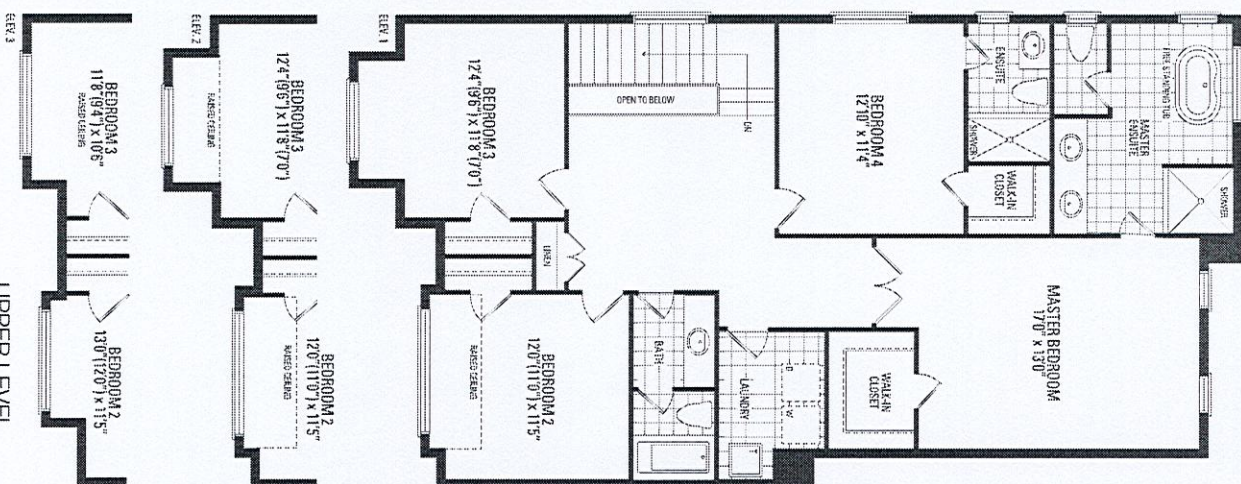 ELEV. 3
BEDROOM 3
11'8"(9'4") x 10'6"
RAISED CEILING
BEDROOM 2
13'0"(12'0") x 11'5"
UPPER LEVEL
ELEV. 2
BEDROOM 3
12'4"(9'6") x 11'8"(7'0")
RAISED CEILING
BEDROOM 2
12'0"(11'0") x 11'5"
RAISED CEILING
ELEV. 1
BEDROOM 3
12'4"(9'6") x 11'8"(7'0")
BEDROOM 2
12'0"(11'0") x 11'5"
RAISED CEILING
LINEN
OPEN TO BELOW
DN
BATH
LAUNDRY
D
W
BEDROOM 4
12'10" x 11'4"
WALK-IN
CLOSET
ENSUITE
SHOWER
WALK-IN
CLOSET
MASTER BEDROOM
17'0" x 13'0"
MASTER
ENSUITE
FREE STANDING TUB
SHOWER